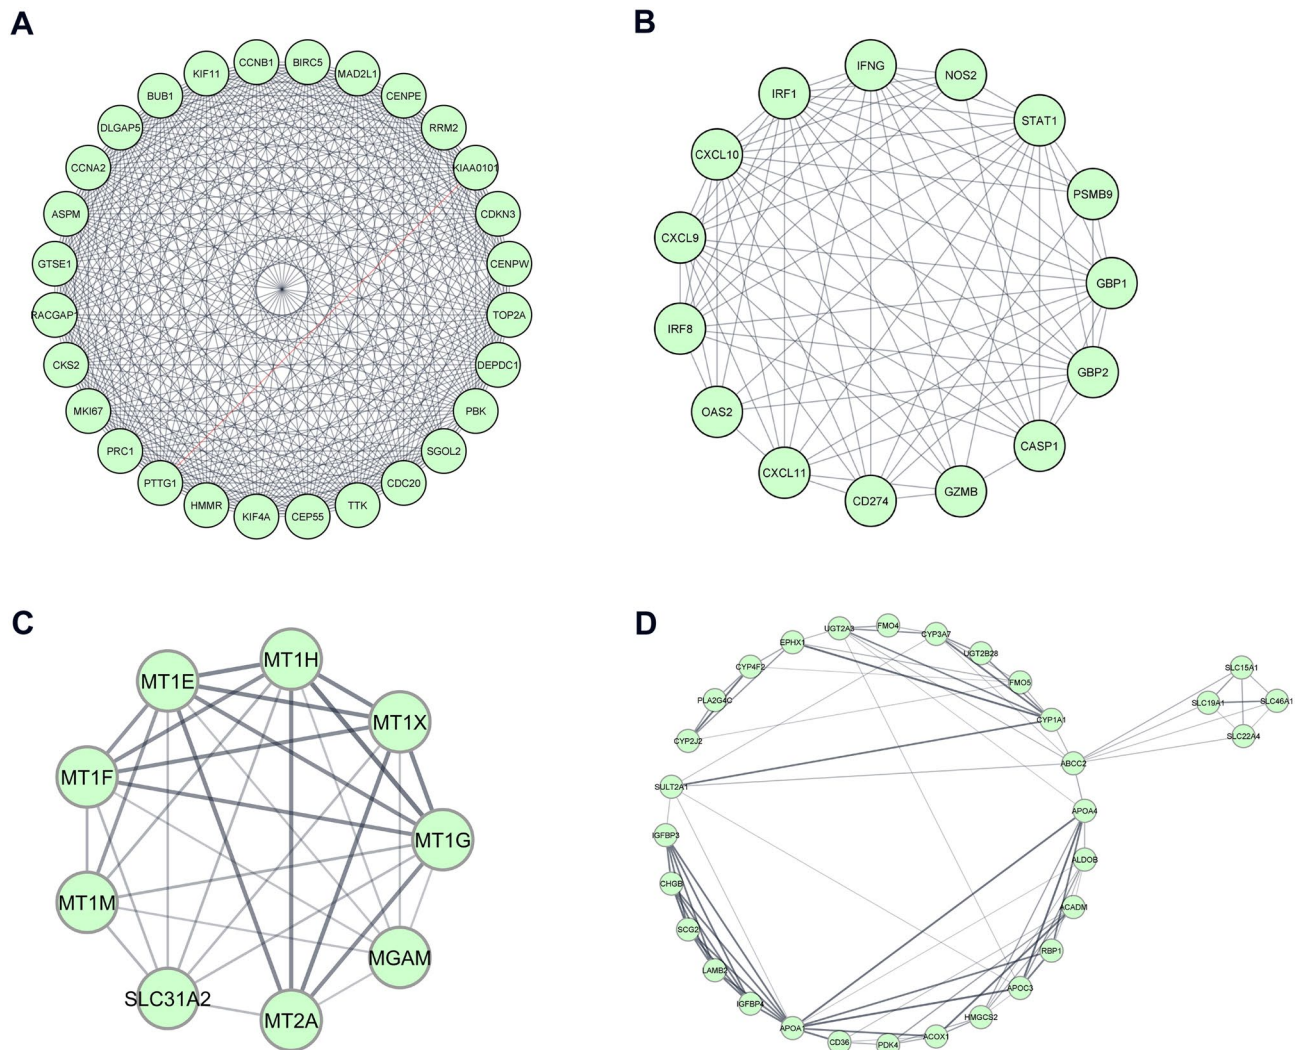 A
CCNB1
BIRC5
MAD2L1
CENPE
RRM2
KIAA0101
CDKN3
CENPW
TOP2A
DEPDC1
PBK
SGOL2
CDC20
TTK
CEP55
KIF4A
HMMR
PTTG1
PRC1
MKI67
CKS2
RACGAP1
GTSE1
ASPM
CCNA2
DLGAP5
BUB1
KIF11
B
IFNG
NOS2
STAT1
PSMB9
GBP1
GBP2
CASP1
GZMB
CD274
CXCL11
OAS2
IRF8
CXCL9
CXCL10
IRF1
C
MT1H
MT1X
MT1G
MGAM
MT2A
SLC31A2
MT1M
MT1F
MT1E
D
UGT2A3
FMO4
CYP3A7
UGT2B28
FMO5
CYP1A1
ABCC2
APOA4
ALDOB
ACADM
RBP1
APOC3
HMGCS2
ACOX1
PDK4
CD36
APOA1
IGFBP4
LAMB2
SCG2
CHGB
IGFBP3
SULT2A1
CYP2J2
PLA2G4C
CYP4F2
EPHX1
SLC15A1
SLC19A1
SLC46A1
SLC22A4